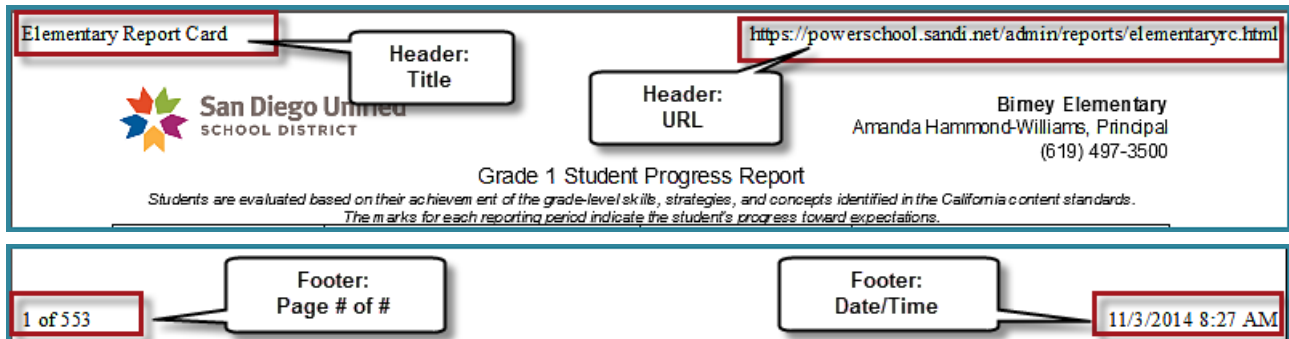 Elementary Report Card
https://powerschool.sandi.net/admin/reports/elementaryrc.html
Header:
Title
Header:
URL
San Diego Unified
SCHOOL DISTRICT
Birney Elementary
Amanda Hammond-Williams, Principal
(619) 497-3500
Grade 1 Student Progress Report
Students are evaluated based on their achievement of the grade-level skills, strategies, and concepts identified in the California content standards.
The marks for each reporting period indicate the student's progress toward expectations.
Footer:
Page # of #
Footer:
Date/Time
1 of 553
11/3/2014 8:27 AM